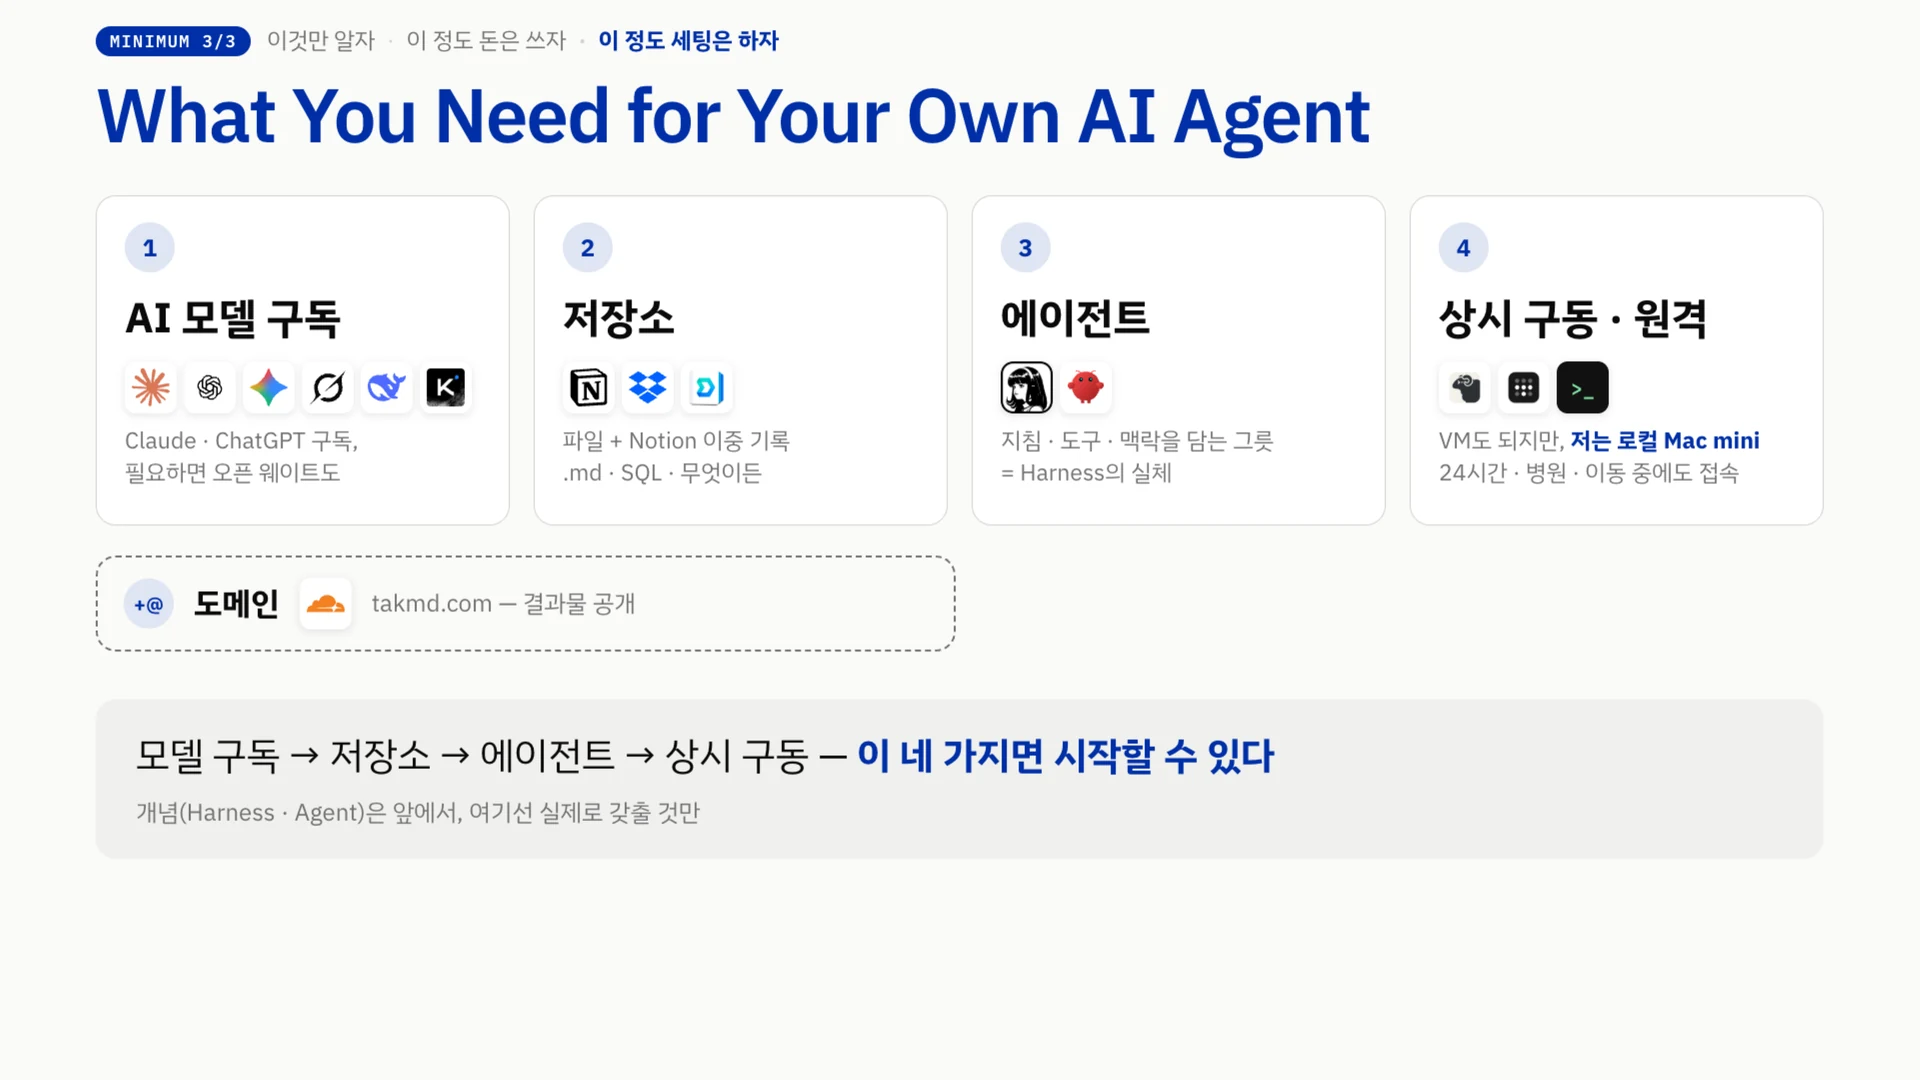 MINIMUM 3/3 이것만 알자 · 이 정도 돈은 쓰자 · 이 정도 세팅은 하자
What You Need for Your Own AI Agent
1
AI 모델 구독
K
Claude · ChatGPT 구독,
필요하면 오픈 웨이트도
2
저장소
N
파일 + Notion 이중 기록
.md · SQL · 무엇이든
3
에이전트
지침 · 도구 · 맥락을 담는 그릇
= Harness의 실체
4
상시 구동 · 원격
>_
VM도 되지만, 저는 로컬 Mac mini
24시간 · 병원 · 이동 중에도 접속
+@ 도메인 takmd.com — 결과물 공개
모델 구독 → 저장소 → 에이전트 → 상시 구동 — 이 네 가지면 시작할 수 있다
개념(Harness · Agent)은 앞에서, 여기선 실제로 갖출 것만